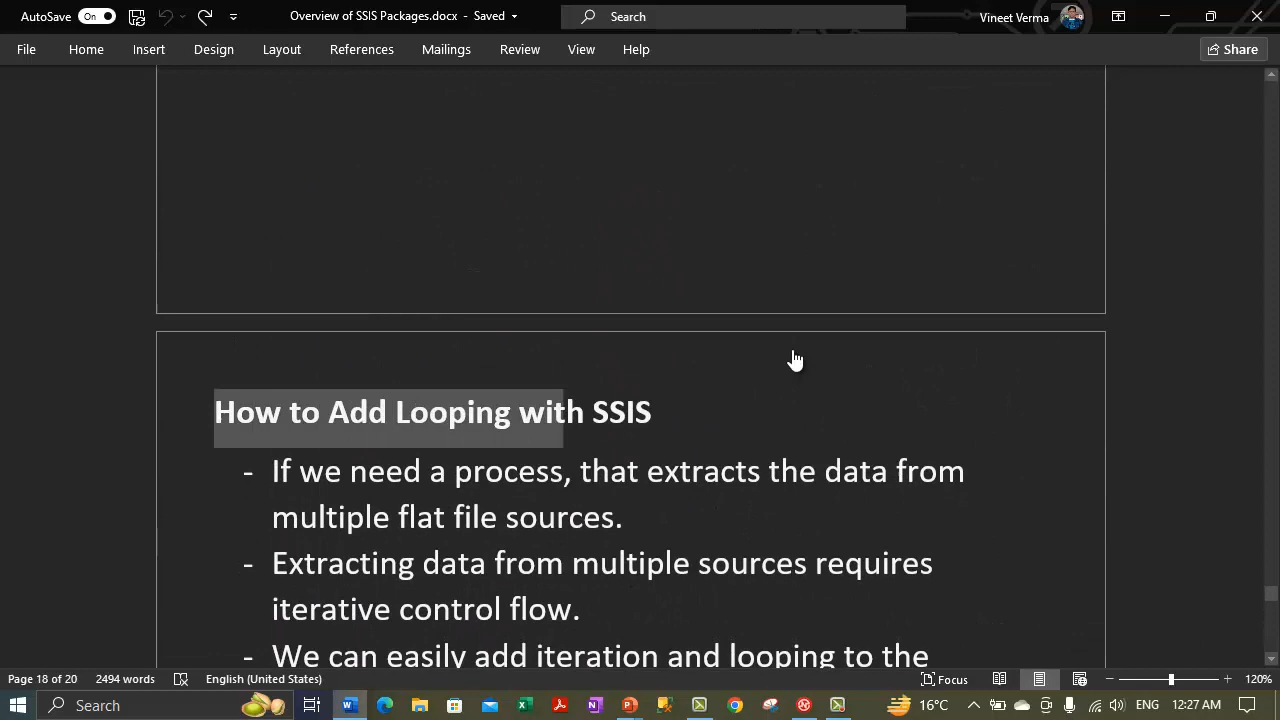 AutoSave On Overview of SSIS Packages.docx - Saved Search Vineet Verma
File Home Insert Design Layout References Mailings Review View Help Share
How to Add Looping with SSIS
- If we need a process, that extracts the data from
multiple flat file sources.
- Extracting data from multiple sources requires
iterative control flow.
- We can easily add iteration and looping to the
Page 18 of 20 2494 words English (United States) Focus 120%
Search 16°C ENG 12:27 AM